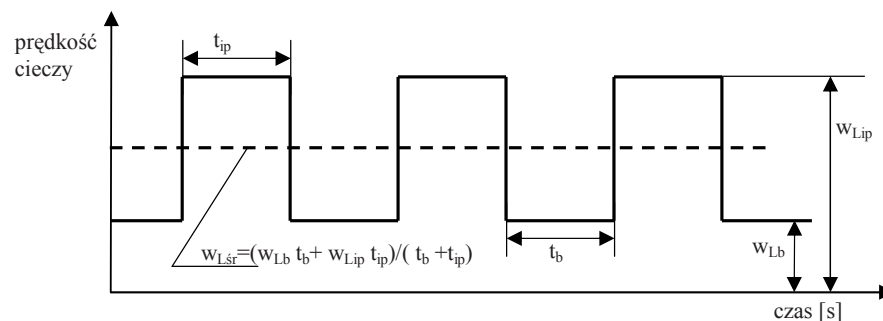 prędkość
cieczy
t_ip
w_Lip
w_Lśr=(w_Lb t_b+ w_Lip t_ip)/( t_b +t_ip)
t_b
w_Lb
czas [s]